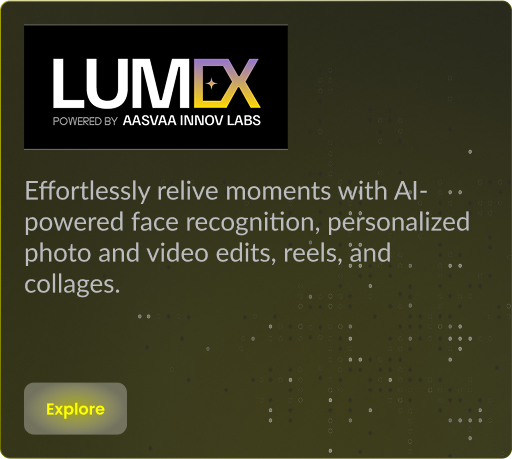 LUMEX
POWERED BY AASVAA INNOV LABS
Effortlessly relive moments with AI-
powered face recognition, personalized
photo and video edits, reels, and
collages.
Explore